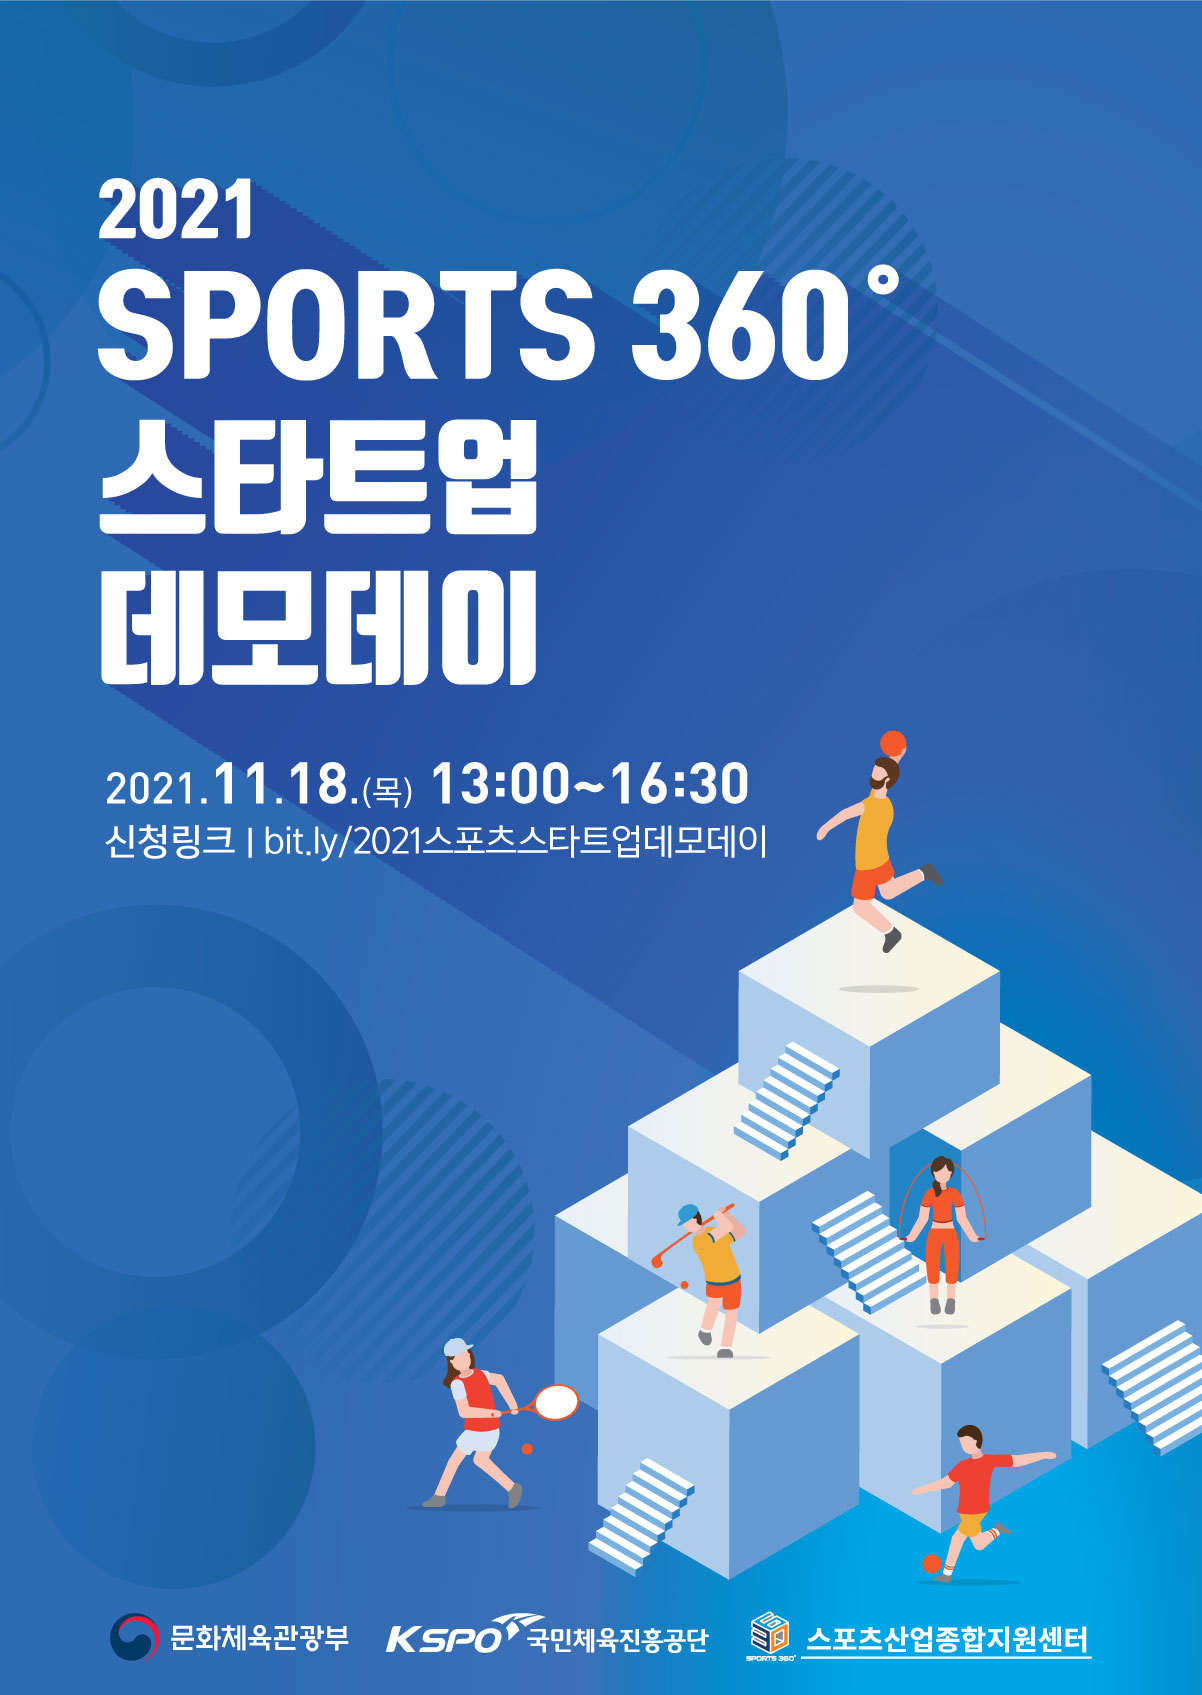 2021
SPORTS 360°
스타트업
데모데이
2021.11.18.(목) 13:00~16:30
신청링크 | bit.ly/2021스포츠스타트업데모데이
문화체육관광부
KSPO 국민체육진흥공단
SPORTS 360° 스포츠산업종합지원센터